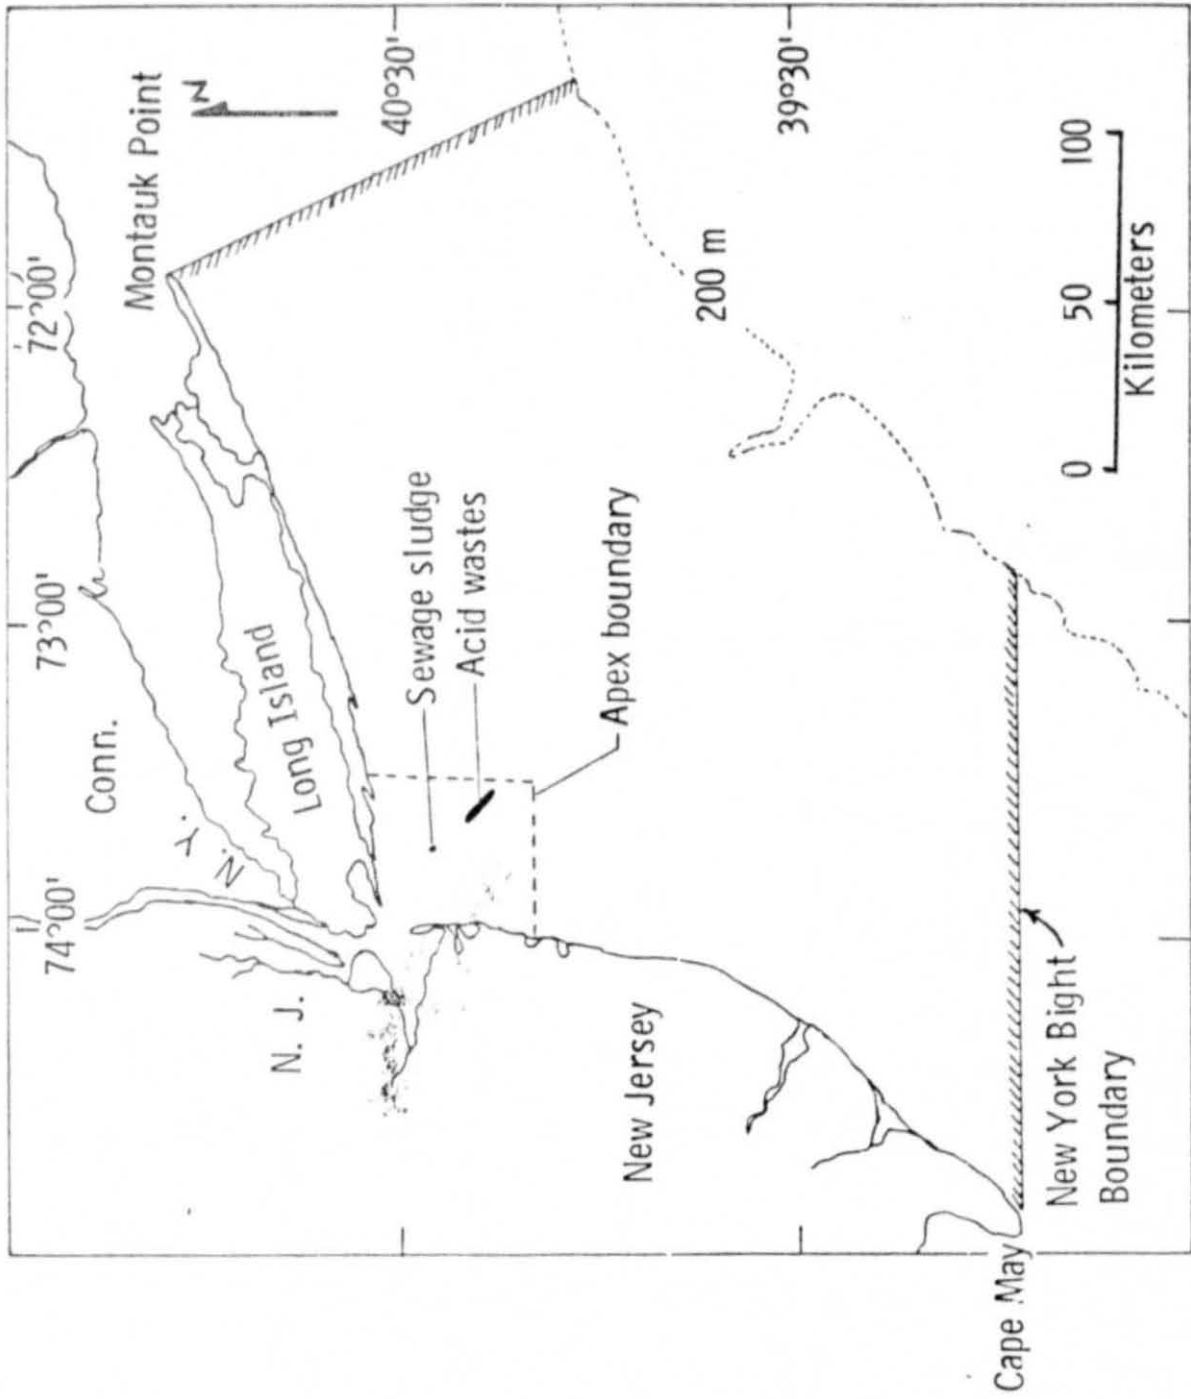 74°00'
73°00'
72°00'
Conn.
N. Y.
N. J.
Montauk Point
N
Long Island
40°30'
Sewage sludge
Acid wastes
Apex boundary
New Jersey
200 m
39°30'
Cape May
New York Bight
Boundary
0 50 100
Kilometers